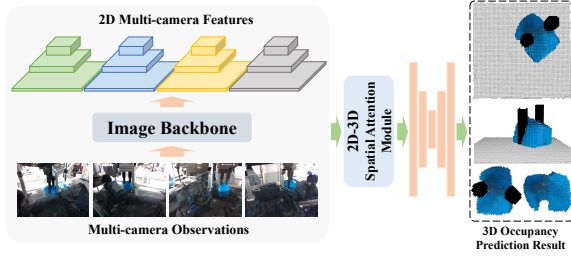 2D Multi-camera Features
Image Backbone
Multi-camera Observations
2D-3D
Spatial Attention
Module
3D Occupancy
Prediction Result